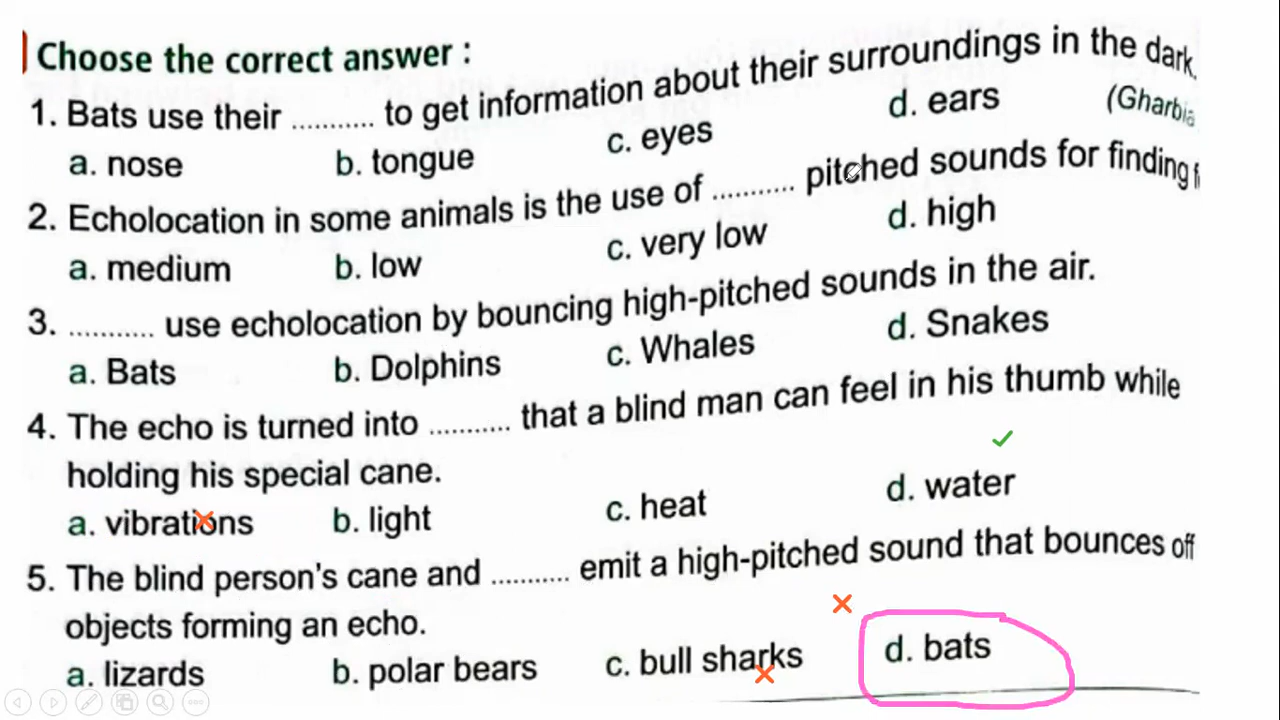 Choose the correct answer :
1. Bats use their ........... to get information about their surroundings in the dark.
a. nose b. tongue c. eyes d. ears (Gharbia
2. Echolocation in some animals is the use of ........... pitched sounds for finding
a. medium b. low c. very low d. high
3. ........... use echolocation by bouncing high-pitched sounds in the air.
a. Bats b. Dolphins c. Whales d. Snakes
4. The echo is turned into ........... that a blind man can feel in his thumb while
holding his special cane.
a. vibrations b. light c. heat d. water
5. The blind person's cane and ........... emit a high-pitched sound that bounces off
objects forming an echo.
a. lizards b. polar bears c. bull sharks d. bats